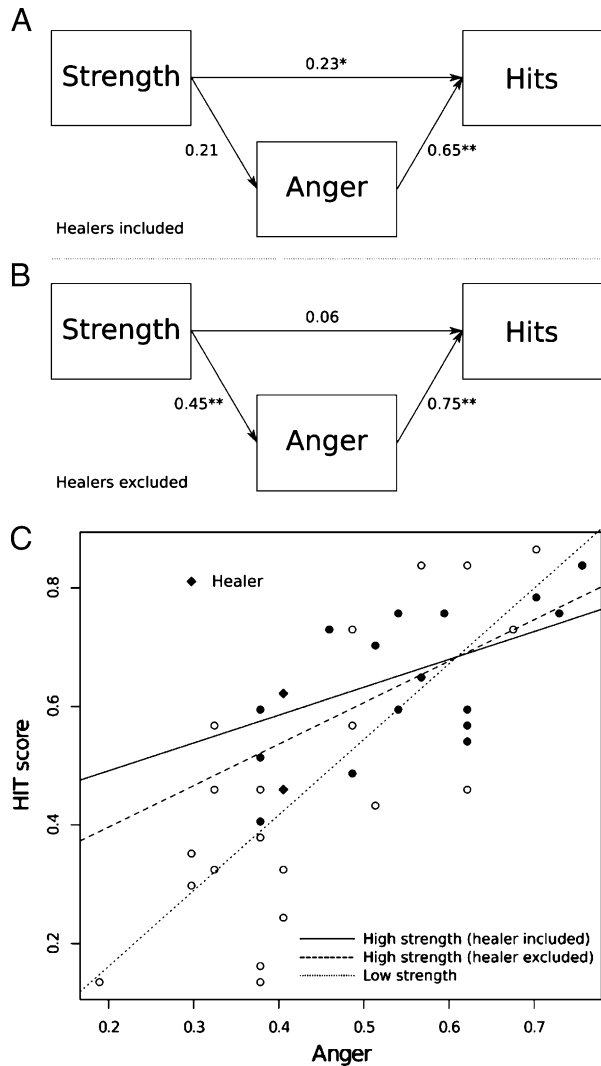 A
Strength
0.23*
Hits
0.21
Anger
0.65**
Healers included
B
Strength
0.06
Hits
0.45**
Anger
0.75**
Healers excluded
C
Healer
HIT score
0.8
0.6
0.4
0.2
High strength (healer included)
High strength (healer excluded)
Low strength
0.2 0.3 0.4 0.5 0.6 0.7
Anger